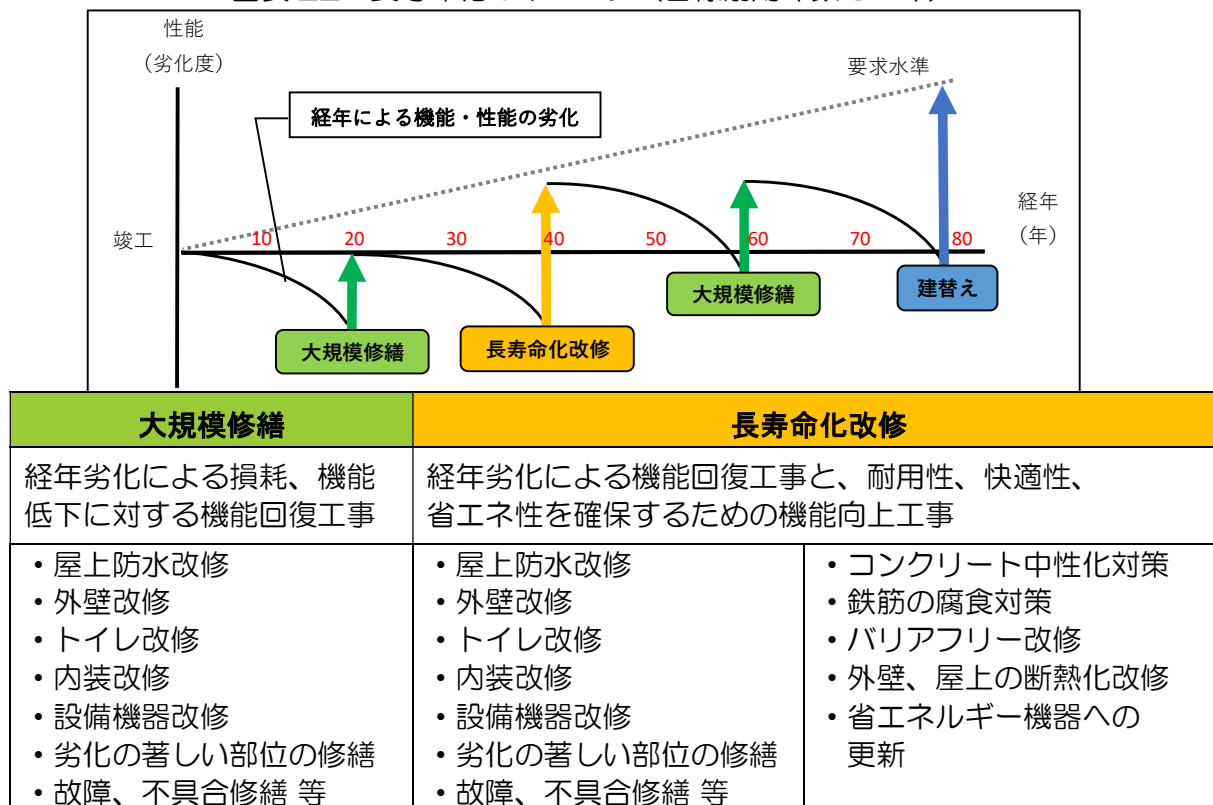 性能
（劣化度）
要求水準
経年による機能・性能の劣化
経年
（年）
竣工
10
20
30
40
50
60
70
80
大規模修繕
建替え
大規模修繕
長寿命化改修
大規模修繕
長寿命化改修
経年劣化による損耗、機能
低下に対する機能回復工事
経年劣化による機能回復工事と、耐用性、快適性、
省エネ性を確保するための機能向上工事
・屋上防水改修
・外壁改修
・トイレ改修
・内装改修
・設備機器改修
・劣化の著しい部位の修繕
・故障、不具合修繕 等
・屋上防水改修
・外壁改修
・トイレ改修
・内装改修
・設備機器改修
・劣化の著しい部位の修繕
・故障、不具合修繕 等
・コンクリート中性化対策
・鉄筋の腐食対策
・バリアフリー改修
・外壁、屋上の断熱化改修
・省エネルギー機器への
更新